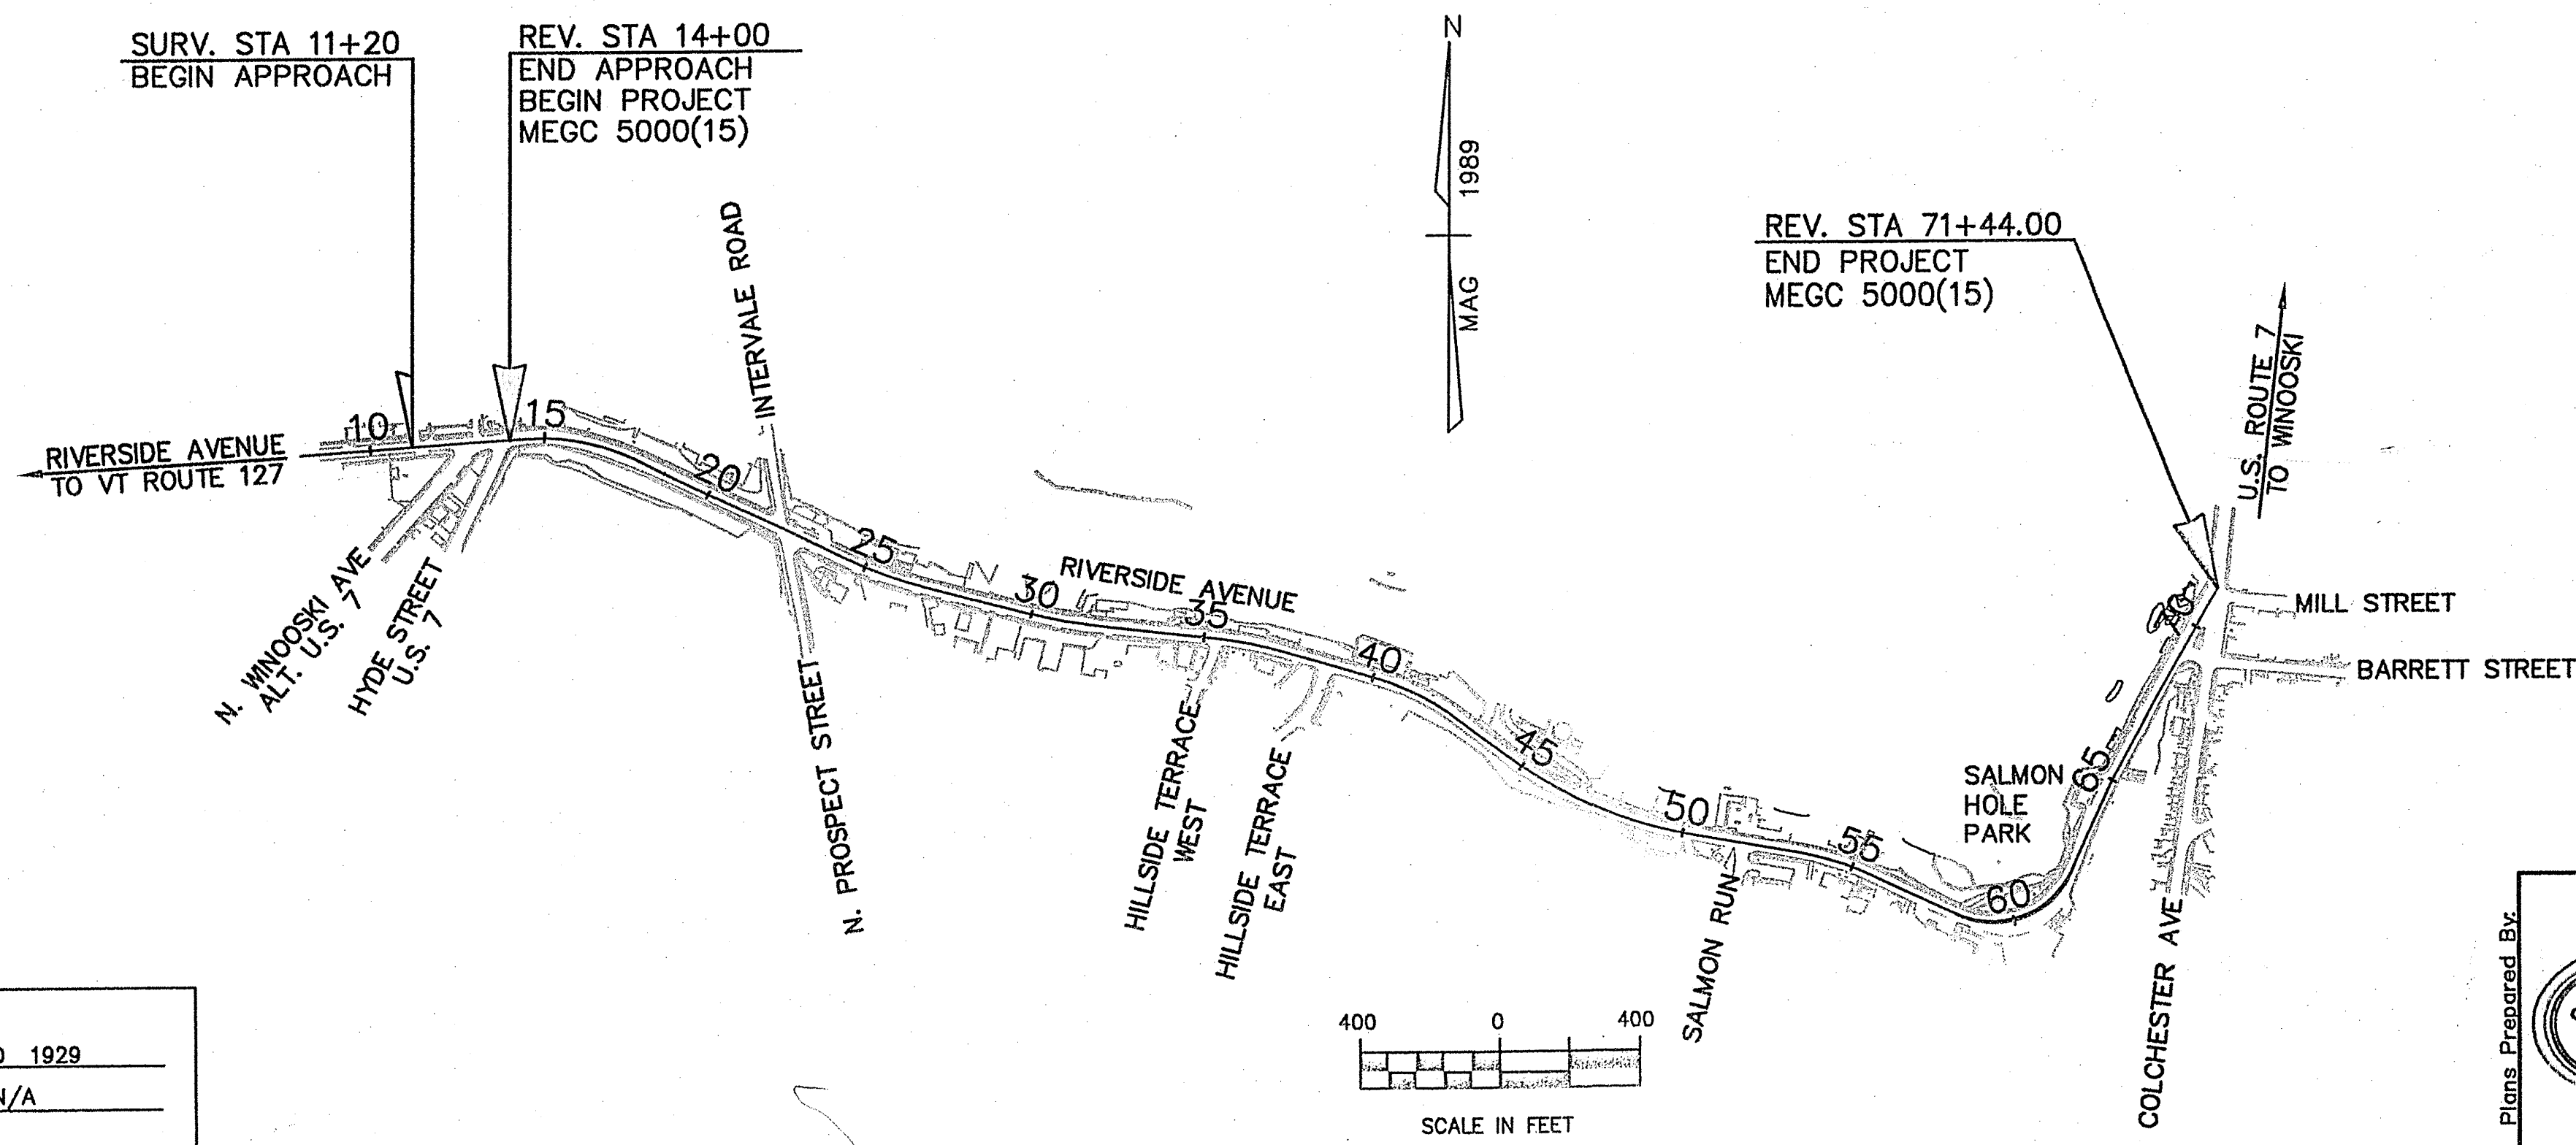 SURV. STA 11+20
BEGIN APPROACH
REV. STA 14+00
END APPROACH
BEGIN PROJECT
MEGC 5000(15)
N
1989
MAG
REV. STA 71+44.00
END PROJECT
MEGC 5000(15)
INTERVALE ROAD
U.S. ROUTE 7
TO WINOOSKI
RIVERSIDE AVENUE
TO VT ROUTE 127
10
15
20
25
30
RIVERSIDE AVENUE
35
40
45
50
55
60
65
N. WINOOSKI AVE
ALT. U.S. 7
HYDE STREET
U.S. 7
N. PROSPECT STREET
HILLSIDE TERRACE
WEST
HILLSIDE TERRACE
EAST
SALMON RUN
SALMON
HOLE
PARK
MILL STREET
BARRETT STREET
COLCHESTER AVE
400 0 400
SCALE IN FEET
1929
N/A
Plans Prepared By: